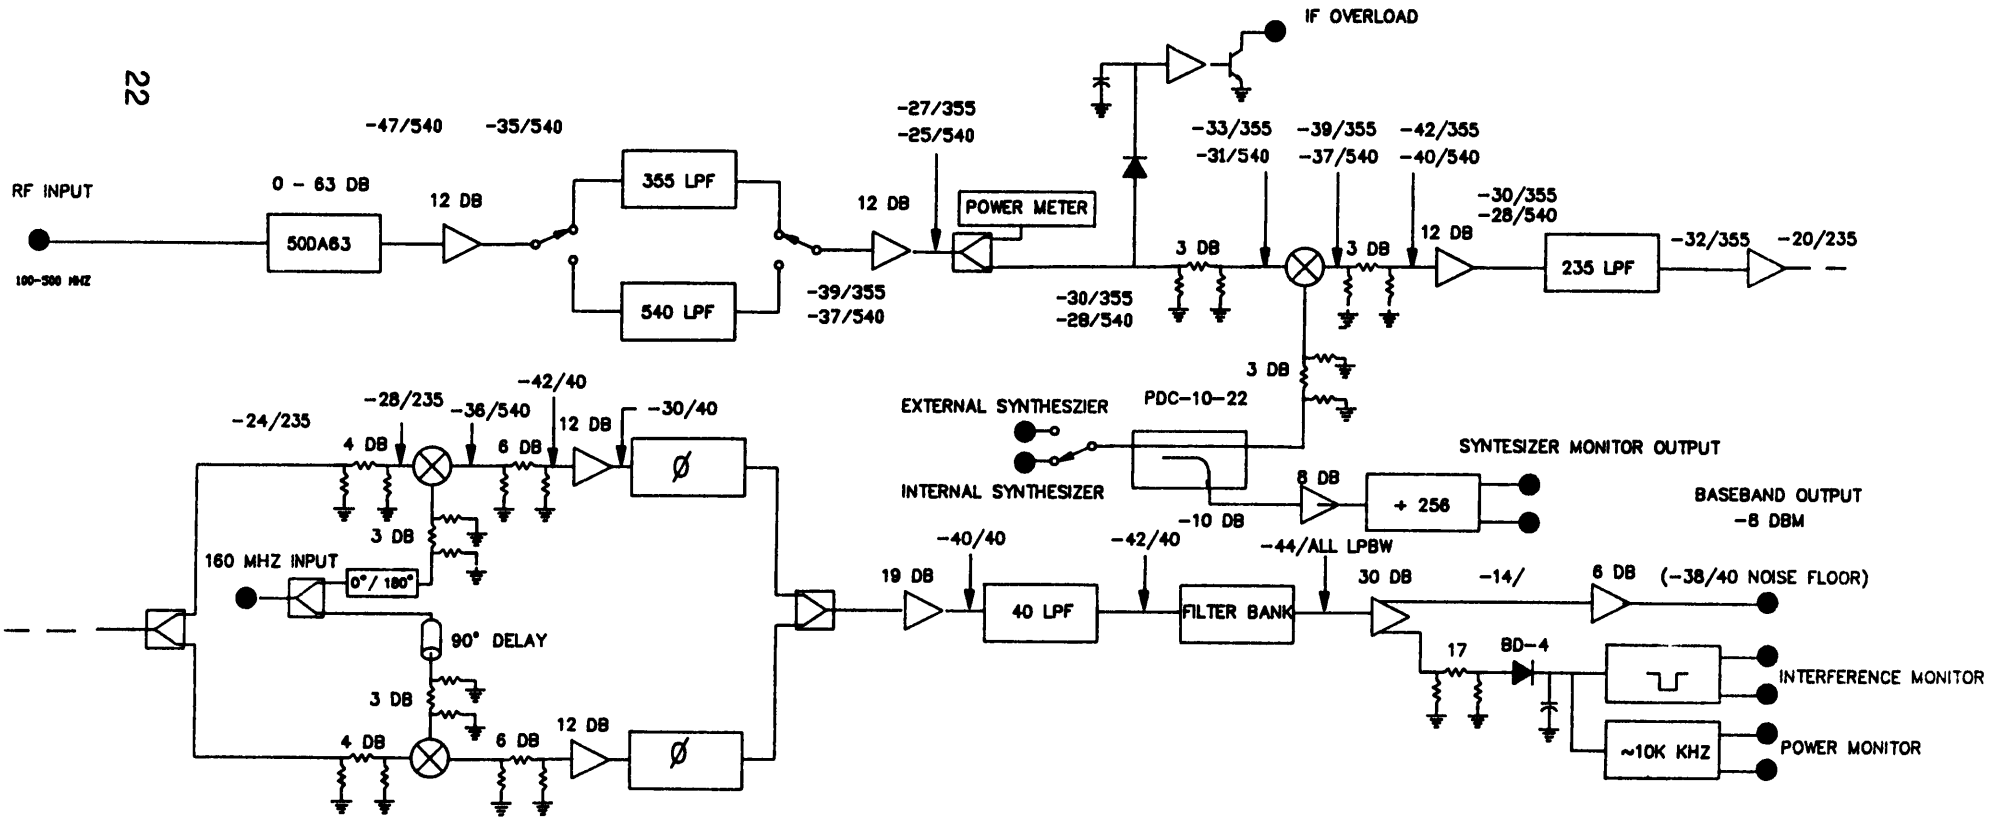 22
IF OVERLOAD
-47/540
-35/540
-27/355
-25/540
-33/355
-31/540
-39/355
-37/540
-42/355
-40/540
RF INPUT
0 - 63 DB
12 DB
355 LPF
12 DB
POWER METER
-30/355
-28/540
12 DB
50DA63
100-500 MHZ
540 LPF
-39/355
-37/540
-30/355
-28/540
3 DB
3 DB
235 LPF
-32/355
-20/235
3 DB
PDC-10-22
EXTERNAL SYNTHESZIER
INTERNAL SYNTHESIZER
-10 DB
8 DB
÷ 256
SYNTESIZER MONITOR OUTPUT
BASEBAND OUTPUT
-8 DBM
-24/235
-28/235
-36/540
-42/40
-30/40
4 DB
6 DB
12 DB
Ø
3 DB
160 MHZ INPUT
0°/ 180°
90° DELAY
3 DB
4 DB
6 DB
12 DB
Ø
19 DB
-40/40
40 LPF
-42/40
FILTER BANK
-44/ALL LPBW
30 DB
-14/
6 DB
(-38/40 NOISE FLOOR)
17
BD-4
INTERFERENCE MONITOR
~10K KHZ
POWER MONITOR